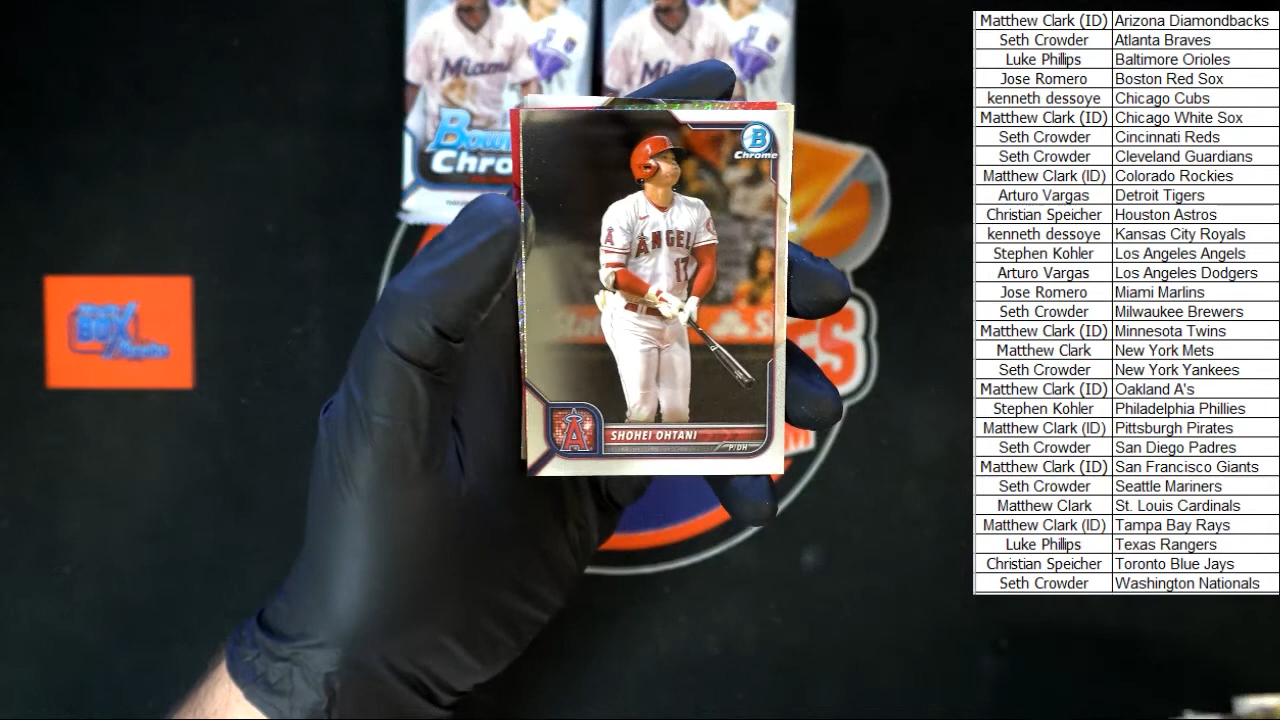 Miami
Bow
Chro
B
Chrome
ANGEL
17
A
SHOHEI OHTANI
P/DH
BOX
Matthew Clark (ID) Arizona Diamondbacks
Seth Crowder Atlanta Braves
Luke Phillips Baltimore Orioles
Jose Romero Boston Red Sox
kenneth dessoye Chicago Cubs
Matthew Clark (ID) Chicago White Sox
Seth Crowder Cincinnati Reds
Seth Crowder Cleveland Guardians
Matthew Clark (ID) Colorado Rockies
Arturo Vargas Detroit Tigers
Christian Speicher Houston Astros
kenneth dessoye Kansas City Royals
Stephen Kohler Los Angeles Angels
Arturo Vargas Los Angeles Dodgers
Jose Romero Miami Marlins
Seth Crowder Milwaukee Brewers
Matthew Clark (ID) Minnesota Twins
Matthew Clark New York Mets
Seth Crowder New York Yankees
Matthew Clark (ID) Oakland A's
Stephen Kohler Philadelphia Phillies
Matthew Clark (ID) Pittsburgh Pirates
Seth Crowder San Diego Padres
Matthew Clark (ID) San Francisco Giants
Seth Crowder Seattle Mariners
Matthew Clark St. Louis Cardinals
Matthew Clark (ID) Tampa Bay Rays
Luke Phillips Texas Rangers
Christian Speicher Toronto Blue Jays
Seth Crowder Washington Nationals